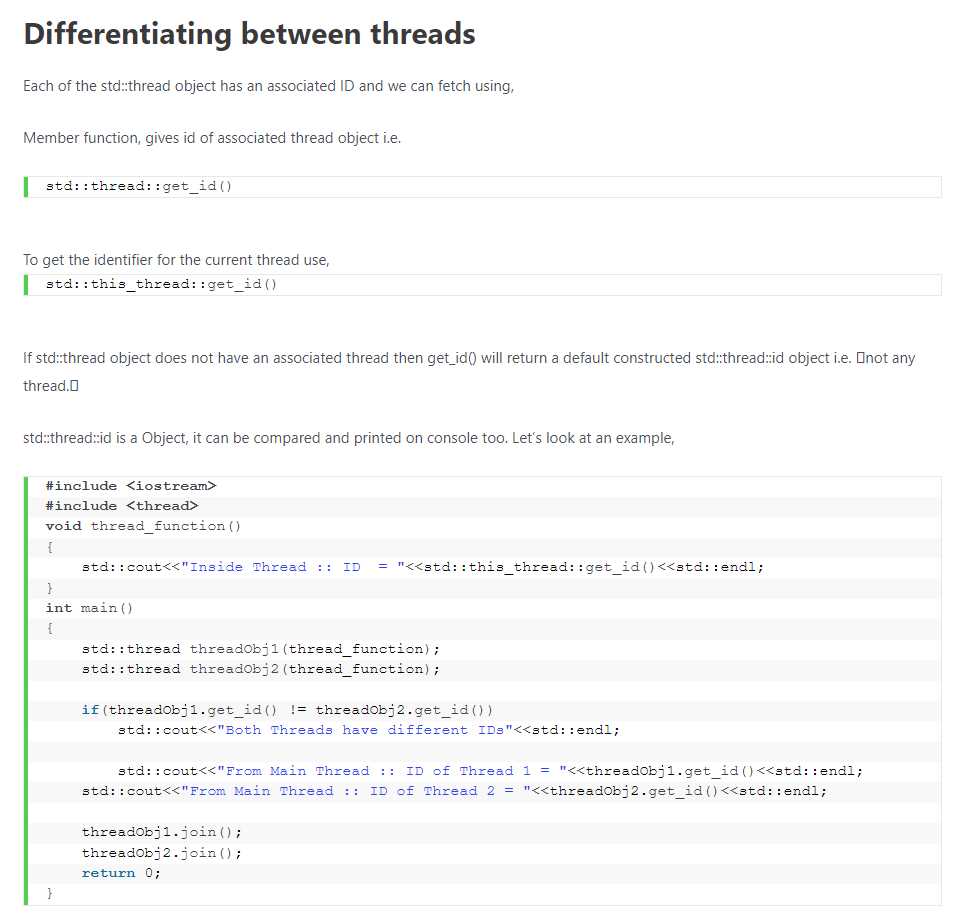 Differentiating between threads
Each of the std::thread object has an associated ID and we can fetch using,
Member function, gives id of associated thread object i.e.
std::thread::get_id()
To get the identifier for the current thread use,
std::this_thread::get_id()
If std::thread object does not have an associated thread then get_id() will return a default constructed std::thread::id object i.e. ▯not any
thread.▯
std::thread::id is a Object, it can be compared and printed on console too. Let’s look at an example,
#include <iostream>
#include <thread>
void thread_function()
{
    std::cout<<"Inside Thread :: ID  = "<<std::this_thread::get_id()<<std::endl;
}
int main()
{
    std::thread threadObj1(thread_function);
    std::thread threadObj2(thread_function);
    if(threadObj1.get_id() != threadObj2.get_id())
        std::cout<<"Both Threads have different IDs"<<std::endl;
        std::cout<<"From Main Thread :: ID of Thread 1 = "<<threadObj1.get_id()<<std::endl;
    std::cout<<"From Main Thread :: ID of Thread 2 = "<<threadObj2.get_id()<<std::endl;
    threadObj1.join();
    threadObj2.join();
    return 0;
}